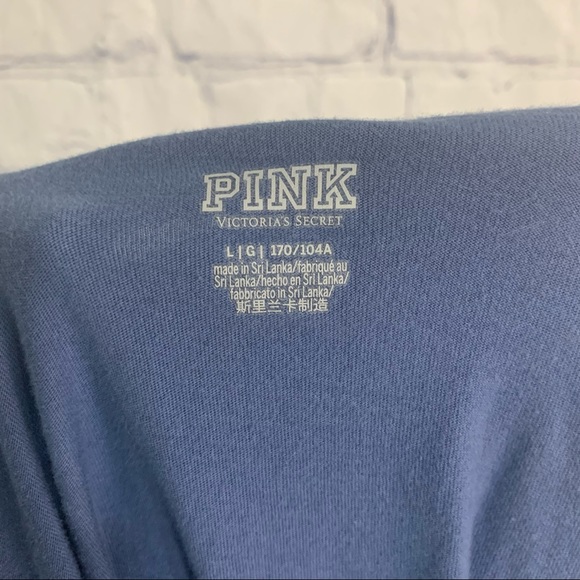 PINK
VICTORIA'S SECRET
L | G | 170/104A
made in Sri Lanka/fabriqué au
Sri Lanka/hecho en Sri Lanka/
fabbricato in Sri Lanka/
斯里兰卡制造